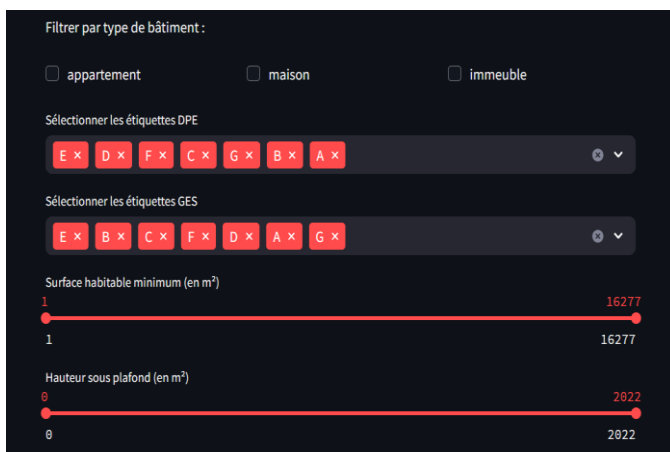 Filtrer par type de bâtiment :
appartement maison immeuble
Sélectionner les étiquettes DPE
E × D × F × C × G × B × A ×
Sélectionner les étiquettes GES
E × B × C × F × D × A × G ×
Surface habitable minimum (en m²)
1 16277
1 16277
Hauteur sous plafond (en m²)
0 2022
0 2022